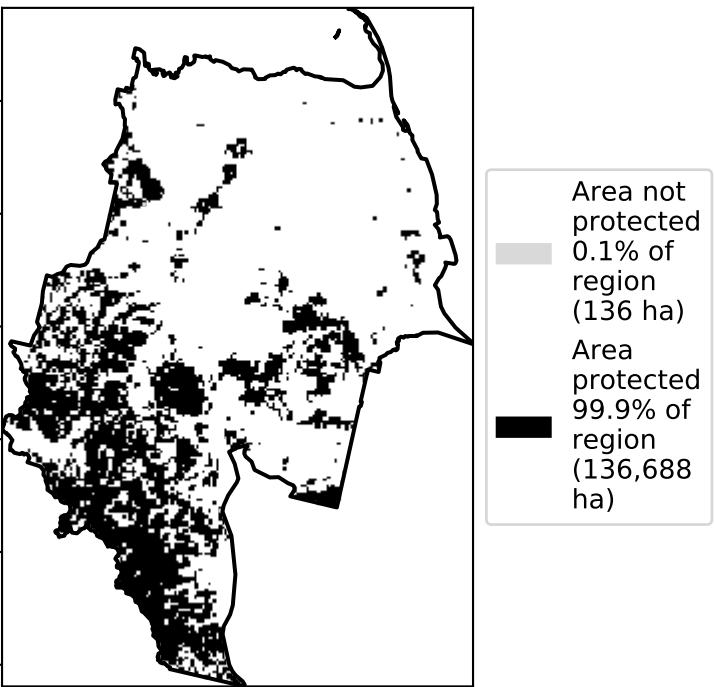 Area not
protected
0.1% of
region
(136 ha)
Area
protected
99.9% of
region
(136,688
ha)